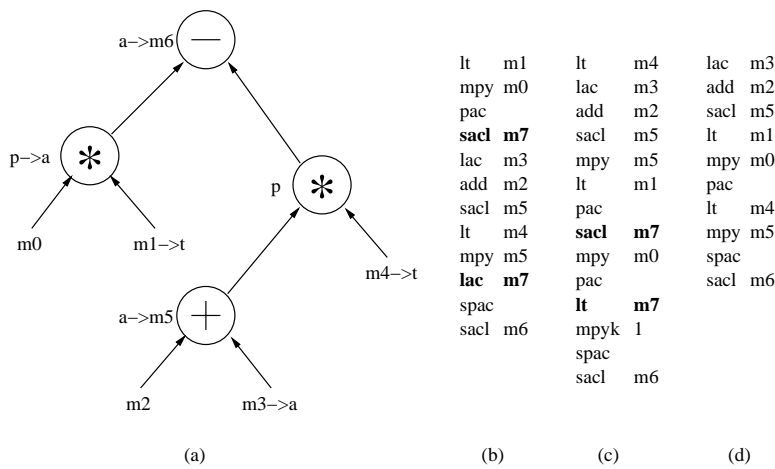 a−>m6
−
p−>a
*
p
*
m0
m1−>t
m4−>t
a−>m5
+
m2
m3−>a
(a)
lt m1
mpy m0
pac
sacl m7
lac m3
add m2
sacl m5
lt m4
mpy m5
lac m7
spac
sacl m6
(b)
lt m4
lac m3
add m2
sacl m5
mpy m5
lt m1
pac
sacl m7
mpy m0
pac
lt m7
mpyk 1
spac
sacl m6
(c)
lac m3
add m2
sacl m5
lt m1
mpy m0
pac
lt m4
mpy m5
spac
sacl m6
(d)